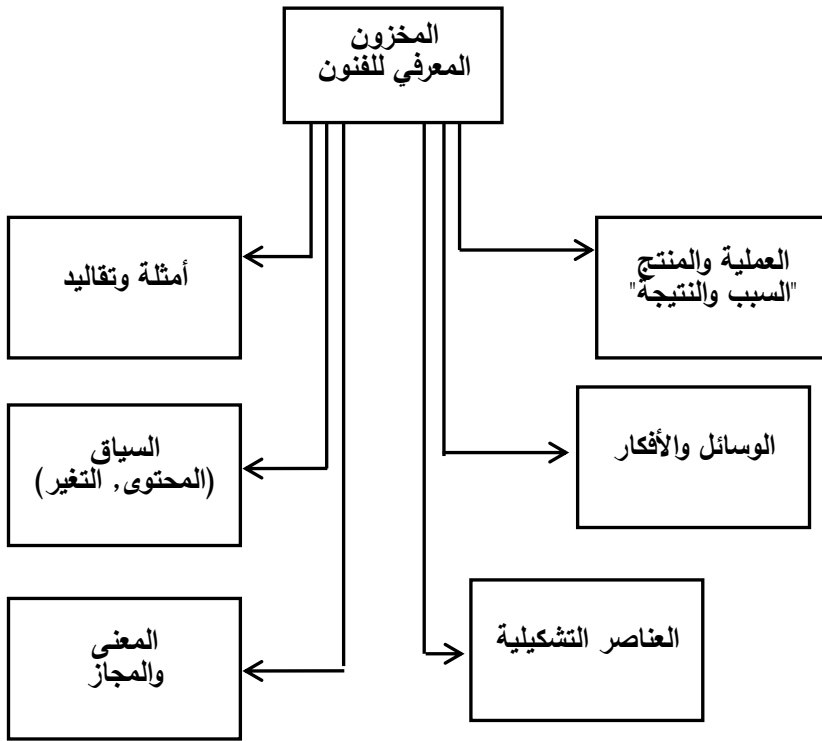 المخزون
المعرفي للفنون
العملية والمنتج
"السبب والنتيجة"
أمثلة وتقاليد
الوسائل والأفكار
السياق
(المحتوى, التغير)
العناصر التشكيلية
المعنى
والمجاز